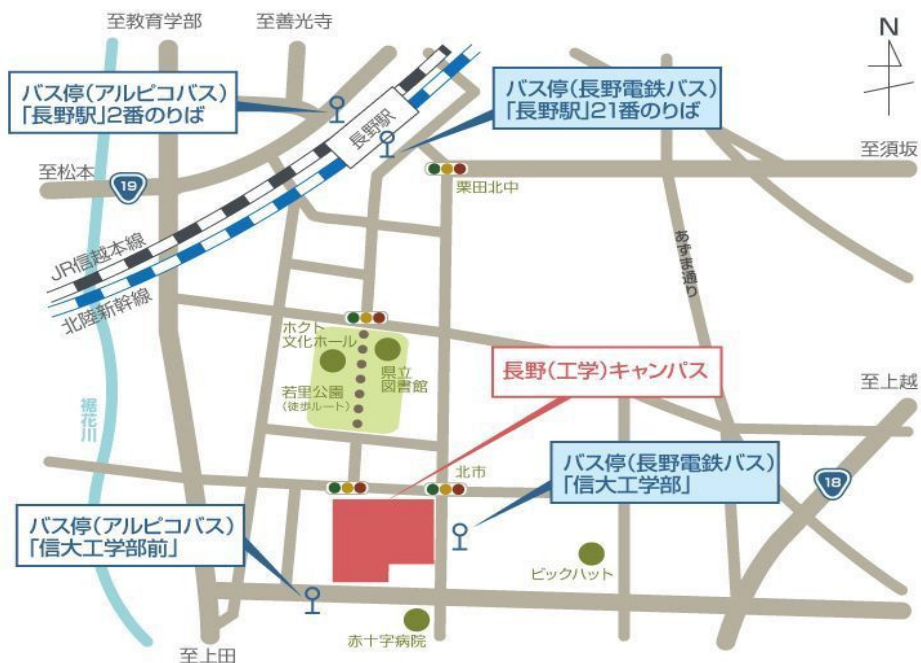 至教育学部
至善光寺
N
バス停(アルピコバス)
「長野駅」2番のりば
バス停(長野電鉄バス)
「長野駅」21番のりば
長野駅
至須坂
至松本
19
栗田北中
あずま通り
JR信越本線
北陸新幹線
ホクト
文化ホール
県立
図書館
若里公園
(徒歩ルート)
長野(工学)キャンパス
至上越
裾花川
北市
バス停(長野電鉄バス)
「信大工学部」
18
バス停(アルピコバス)
「信大工学部前」
ビックハット
赤十字病院
至上田